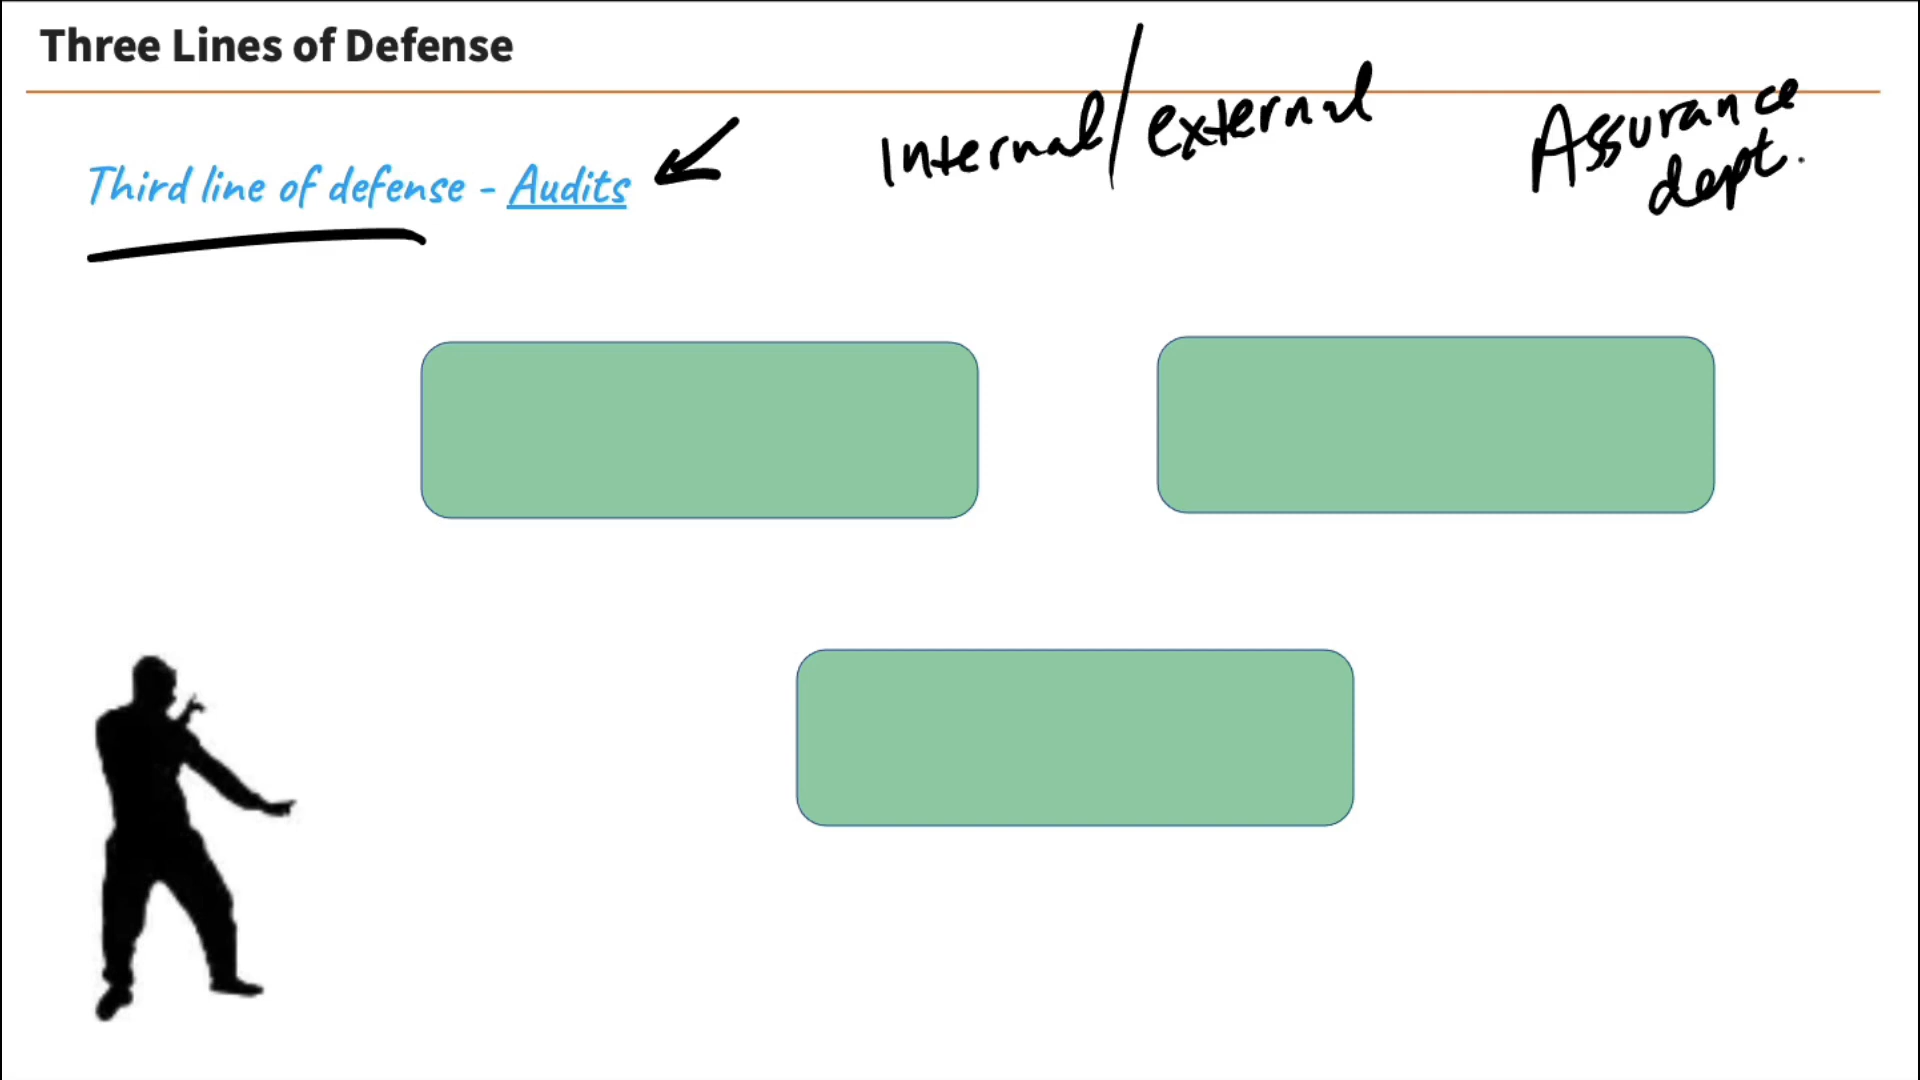 Three Lines of Defense
Third line of defense - Audits
Internal/external
Assurance
dept.